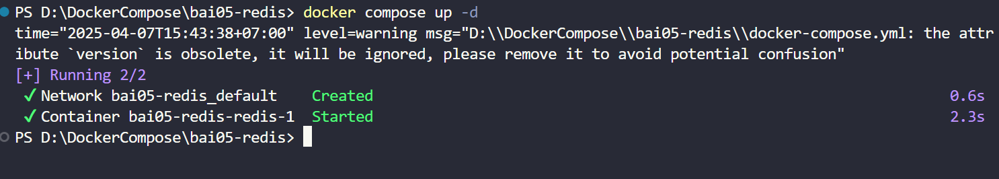 PS D:\DockerCompose\bai05-redis> docker compose up -d
time="2025-04-07T15:43:38+07:00" level=warning msg="D:\\DockerCompose\\bai05-redis\\docker-compose.yml: the attr
ibute `version` is obsolete, it will be ignored, please remove it to avoid potential confusion"
[+] Running 2/2
✔ Network bai05-redis_default    Created    0.6s
✔ Container bai05-redis-redis-1  Started    2.3s
PS D:\DockerCompose\bai05-redis>